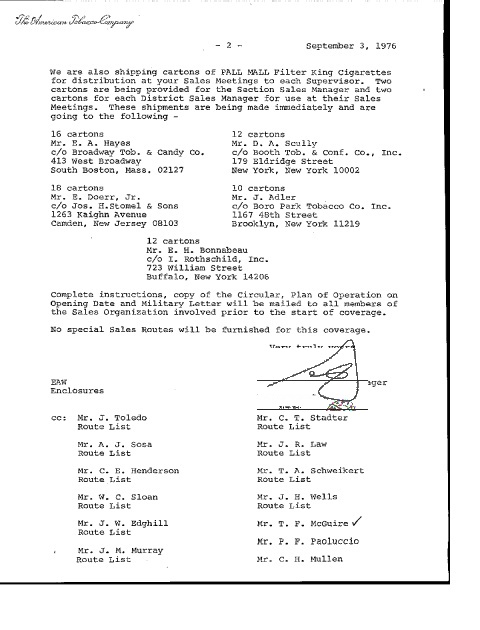 The American Tobacco Company
- 2 -
September 3, 1976
We are also shipping cartons of PALL MALL Filter King Cigarettes
for distribution at your Sales Meetings to each Supervisor. Two
cartons are being provided for the Section Sales Manager and two
cartons for each District Sales Manager for use at their Sales
Meetings. These shipments are being made immediately and are
going to the following -
16 cartons
Mr. E. A. Hayes
c/o Broadway Tob. & Candy Co.
413 West Broadway
South Boston, Mass. 02127
12 cartons
Mr. D. A. Scully
c/o Booth Tob. & Conf. Co., Inc.
179 Eldridge Street
New York, New York 10002
18 cartons
Mr. E. Doerr, Jr.
c/o Jos. H.Stomel & Sons
1263 Kaighn Avenue
Camden, New Jersey 08103
10 cartons
Mr. J. Adler
c/o Boro Park Tobacco Co. Inc.
1167 48th Street
Brooklyn, New York 11219
12 cartons
Mr. E. H. Bonnabeau
c/o I. Rothschild, Inc.
723 William Street
Buffalo, New York 14206
Complete instructions, copy of the Circular, Plan of Operation on
Opening Date and Military Letter will be mailed to all members of
the Sales Organization involved prior to the start of coverage.
No special Sales Routes will be furnished for this coverage.
Very truly yours
ager
EAW
Enclosures
cc: Mr. J. Toledo
Route List
Mr. A. J. Sosa
Route List
Mr. C. E. Henderson
Route List
Mr. W. C. Sloan
Route List
Mr. J. W. Edghill
Route List
Mr. J. M. Murray
Route List
Mr. C. T. Stadter
Route List
Mr. J. R. Law
Route List
Mr. T. A. Schweikert
Route List
Mr. J. H. Wells
Route List
Mr. T. F. McGuire ✓
Mr. P. F. Paoluccio
Mr. C. H. Mullen